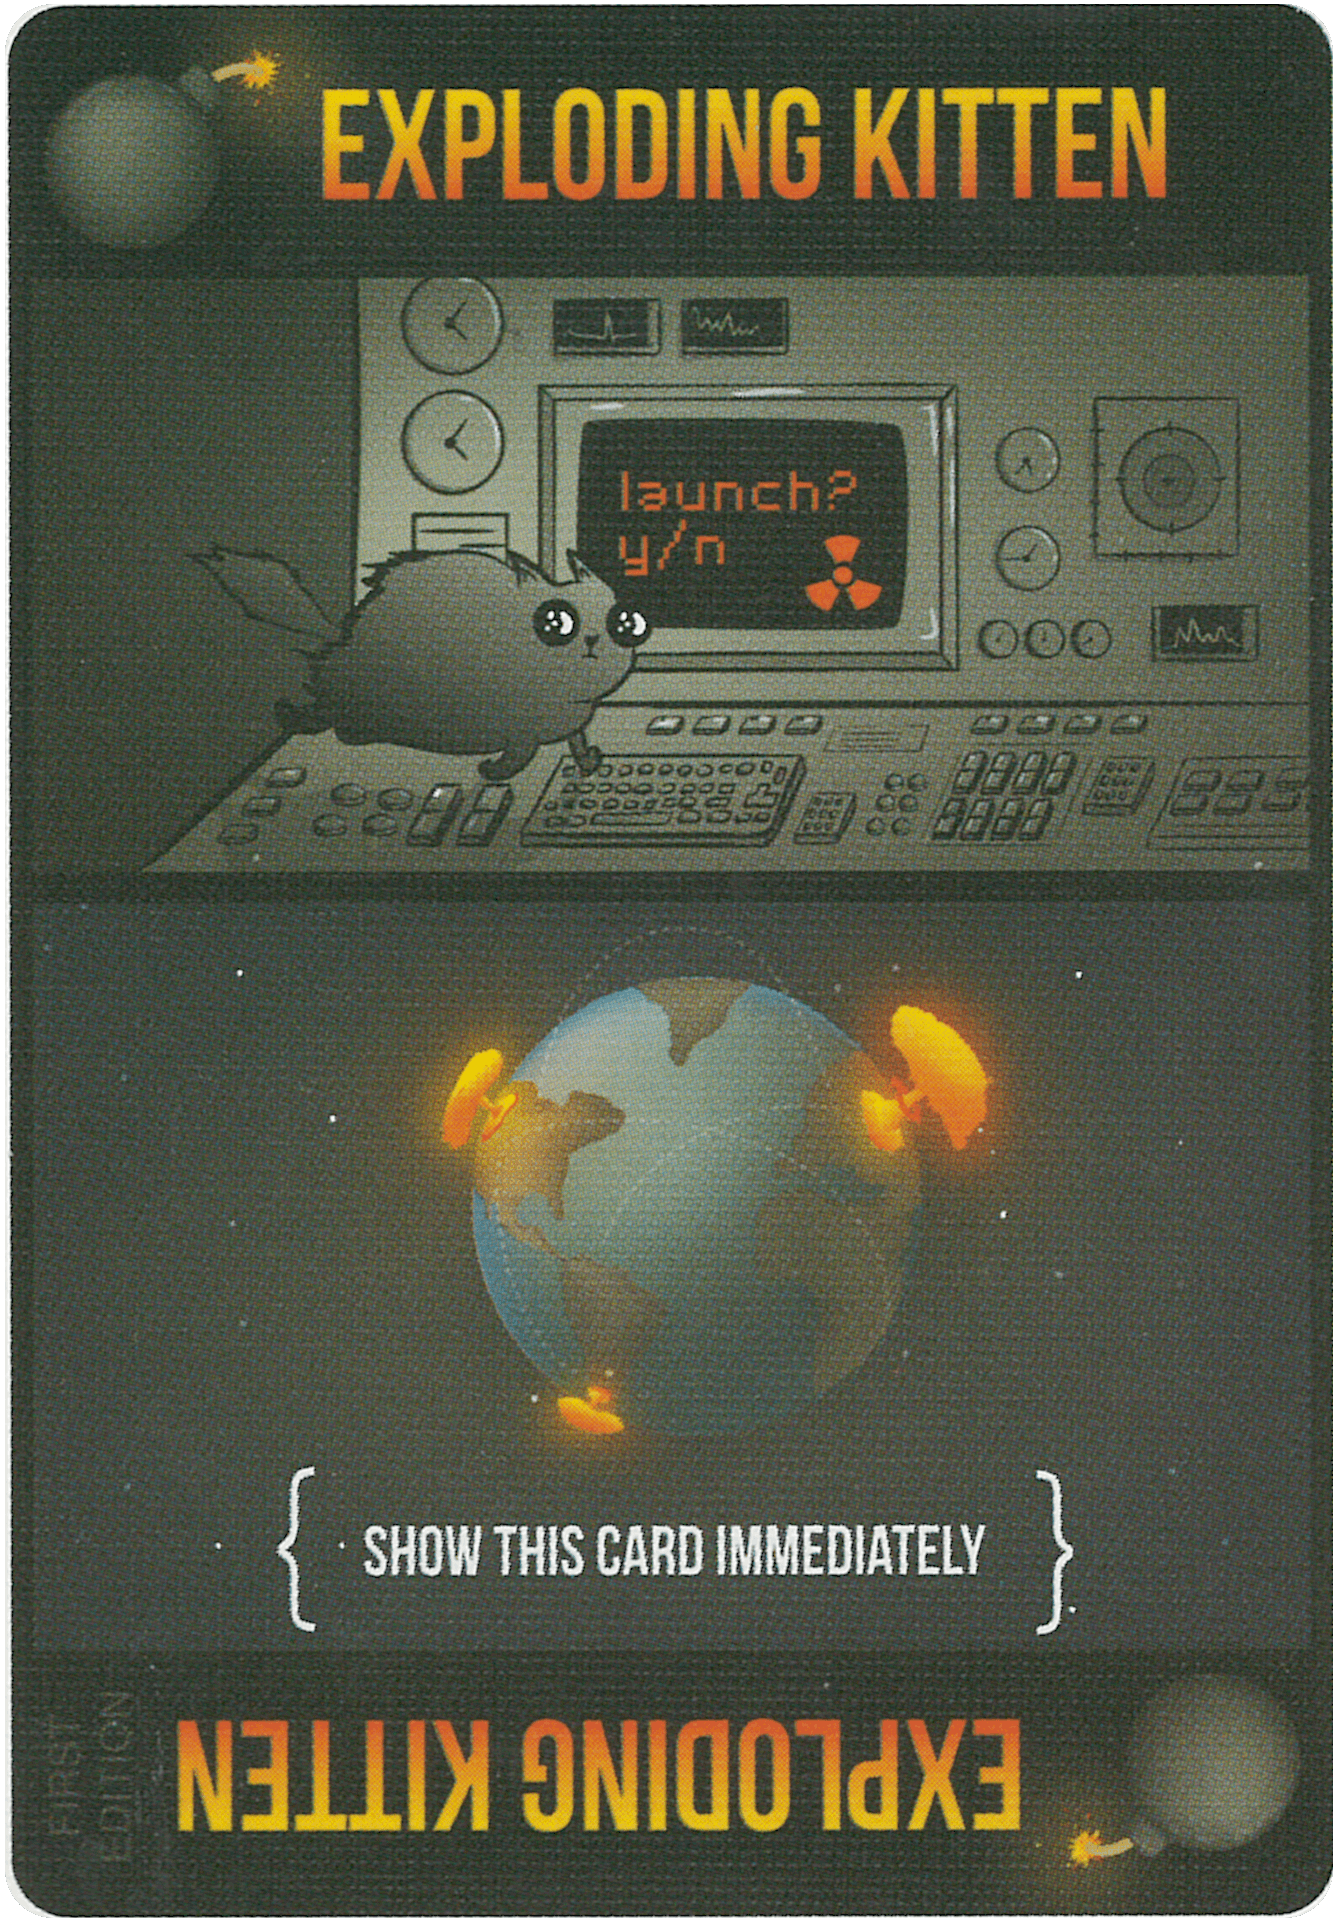 EXPLODING KITTEN
launch?
y/n
SHOW THIS CARD IMMEDIATELY
FIRST
EDITION
EXPLODING KITTEN